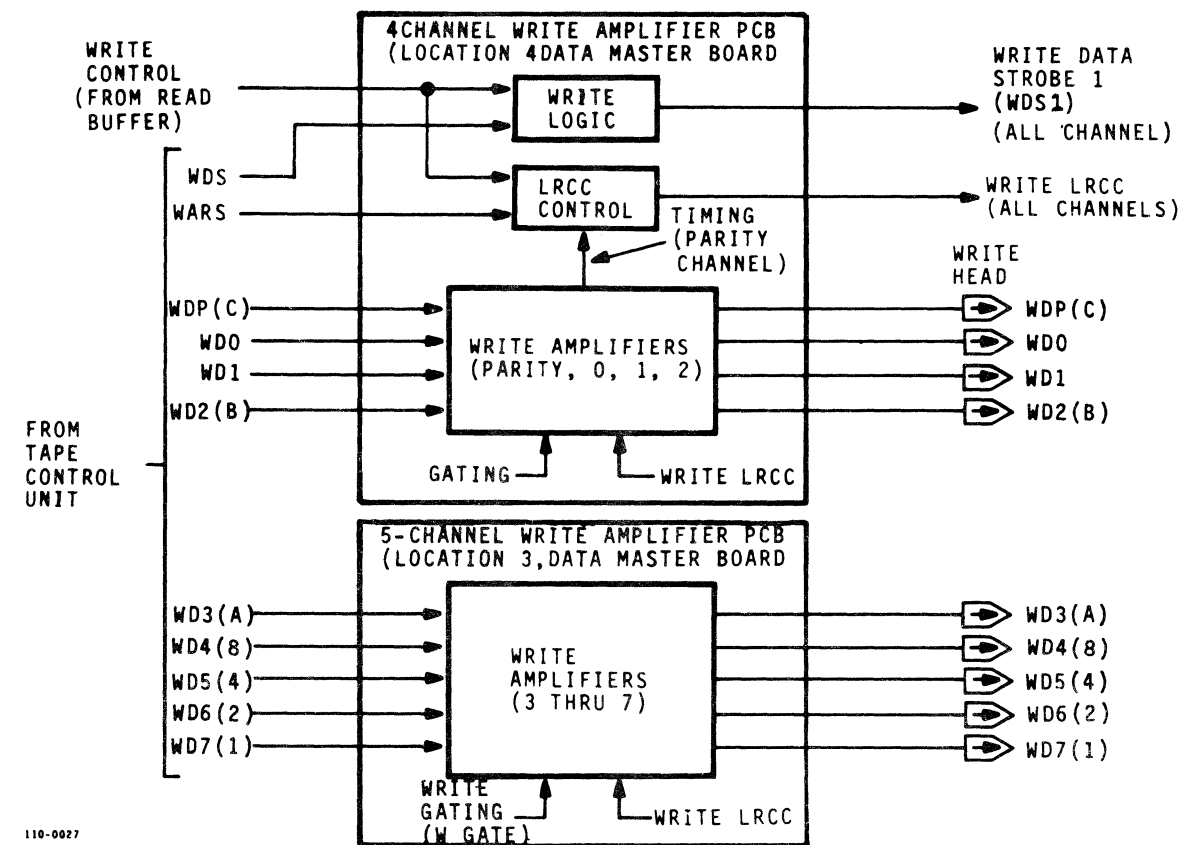 4CHANNEL WRITE AMPLIFIER PCB
(LOCATION 4DATA MASTER BOARD
WRITE
CONTROL
(FROM READ
BUFFER)
WRITE
LOGIC
WRITE DATA
STROBE 1
(WDS1)
(ALL CHANNEL)
WDS
WARS
LRCC
CONTROL
WRITE LRCC
(ALL CHANNELS)
TIMING
(PARITY
CHANNEL)
WRITE
HEAD
WDP(C)
WD0
WD1
WD2(B)
WRITE AMPLIFIERS
(PARITY, 0, 1, 2)
WDP(C)
WD0
WD1
WD2(B)
GATING
WRITE LRCC
FROM
TAPE
CONTROL
UNIT
5-CHANNEL WRITE AMPLIFIER PCB
(LOCATION 3,DATA MASTER BOARD
WD3(A)
WD4(8)
WD5(4)
WD6(2)
WD7(1)
WRITE
AMPLIFIERS
(3 THRU 7)
WD3(A)
WD4(8)
WD5(4)
WD6(2)
WD7(1)
WRITE
GATING
(W GATE)
WRITE LRCC
110-0027